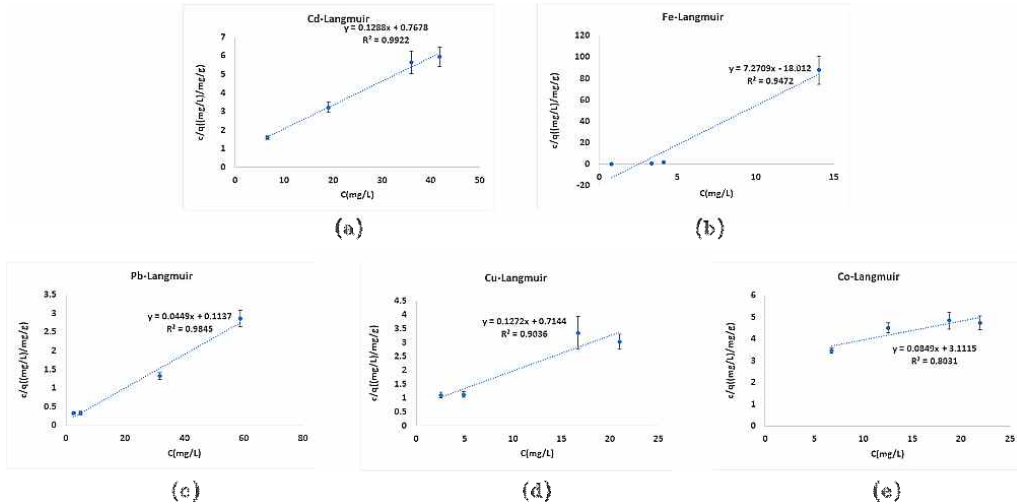 Cd-Langmuir
y = 0.1288x + 0.7678
R² = 0.9922
c/q((mg/L)/mg/g)
7
6
5
4
3
2
1
0
0 10 20 30 40 50
C(mg/L)
(a)
Fe-Langmuir
y = 7.2709x - 18.012
R² = 0.9472
c/q((mg/L)/mg/g)
120
100
80
60
40
20
0
-20
0 5 10 15
C(mg/L)
(b)
Pb-Langmuir
y = 0.0449x + 0.1137
R² = 0.9845
c/q((mg/L)/mg/g)
3.5
3
2.5
2
1.5
1
0.5
0
0 20 40 60 80
C(mg/L)
(c)
Cu-Langmuir
y = 0.1272x + 0.7144
R² = 0.9036
c/q((mg/L)/mg/g)
4.5
4
3.5
3
2.5
2
1.5
1
0.5
0
0 5 10 15 20 25
C(mg/L)
(d)
Co-Langmuir
y = 0.0849x + 3.1115
R² = 0.8031
c/q((mg/L)/mg/g)
6
5
4
3
2
1
0
0 5 10 15 20 25
C(mg/L)
(e)